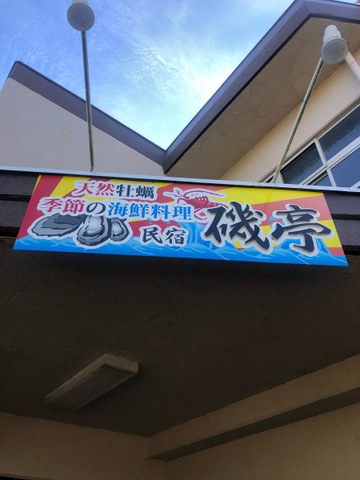 天然牡蠣
季節の海鮮料理
民宿 磯亭